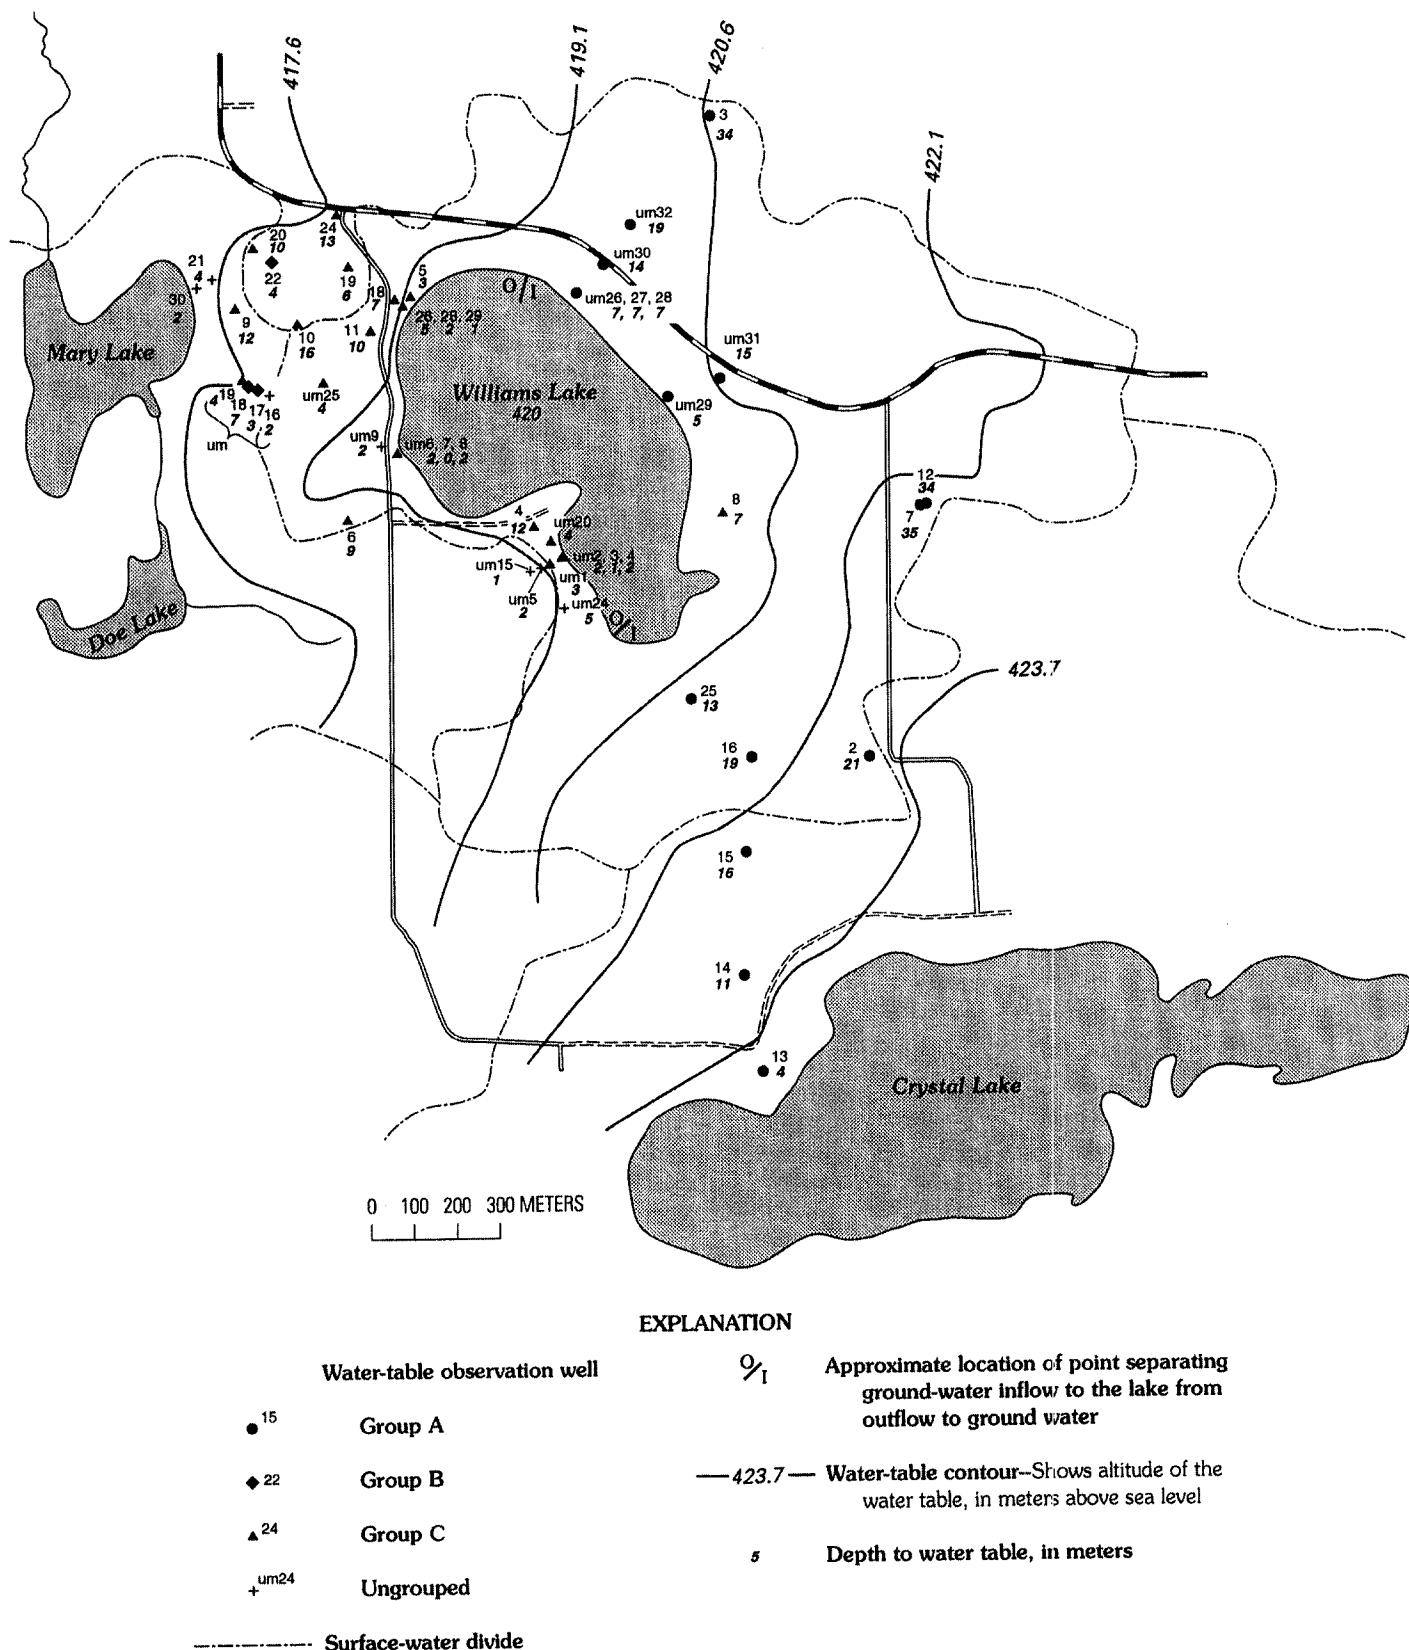 417.6
419.1
420.6
422.1
3
34
um32
19
um30
14
24
13
20
10
22
4
21
4
30
2
19
6
5
3
18
7
O/I
um26, 27, 28
7, 7, 7
26, 28, 29
5 2 1
9
12
10
16
11
10
um31
15
Mary Lake
Williams Lake
420
um25
4
um29
5
19
4
18
7
17
3
16
2
um
um9
2
um6, 7, 8
2, 0, 2
12
34
7
35
8
7
4
12
um20
4
6
9
um2, 3, 4
2, 1, 2
um15
1
um1
3
um5
2
um24
5
O/I
Doe Lake
423.7
25
13
16
19
2
21
15
16
14
11
13
4
Crystal Lake
0 100 200 300 METERS
EXPLANATION
Water-table observation well
15 Group A
22 Group B
24 Group C
um24 Ungrouped
Surface-water divide
O/I Approximate location of point separating
ground-water inflow to the lake from
outflow to ground water
423.7 Water-table contour--Shows altitude of the
water table, in meters above sea level
5 Depth to water table, in meters